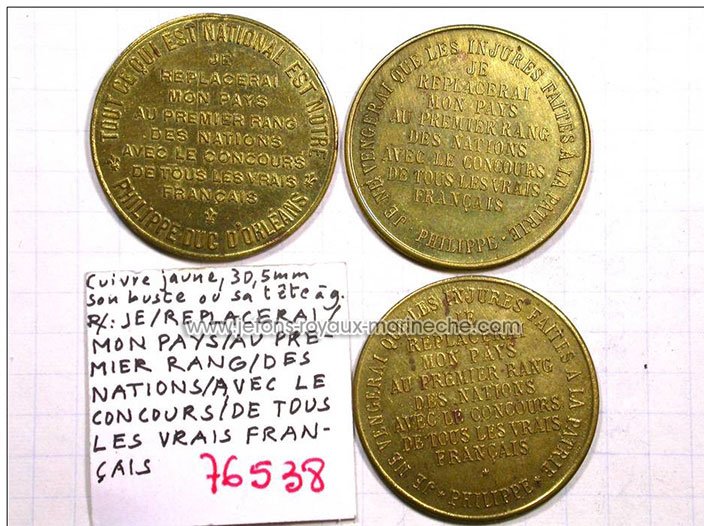 TOUT CE QUI EST NATIONAL EST NOTRE
JE
REPLACERAI
MON PAYS
AU PREMIER RANG
DES NATIONS
AVEC LE CONCOURS
DE TOUS LES VRAIS
FRANÇAIS
PHILIPPE DUC D'ORLEANS
JE NE VENGERAI QUE LES INJURES FAITES A LA PATRIE
JE
REPLACERAI
MON PAYS
AU PREMIER RANG
DES NATIONS
AVEC LE CONCOURS
DE TOUS LES VRAIS
FRANÇAIS
PHILIPPE
Cuivre jaune, 30,5mm
son buste ou sa tête à g.
R/: JE/REPLACERAI/
MON PAYS/AU PRE-
MIER RANG/DES
NATIONS/AVEC LE
CONCOURS/DE TOUS
LES VRAIS FRAN-
ÇAIS
76538
www.jetons-royaux-marineche.com
JE NE VENGERAI QUE LES INJURES FAITES A LA PATRIE
JE
REPLACERAI
MON PAYS
AU PREMIER RANG
DES NATIONS
AVEC LE CONCOURS
DE TOUS LES VRAIS
FRANÇAIS
PHILIPPE